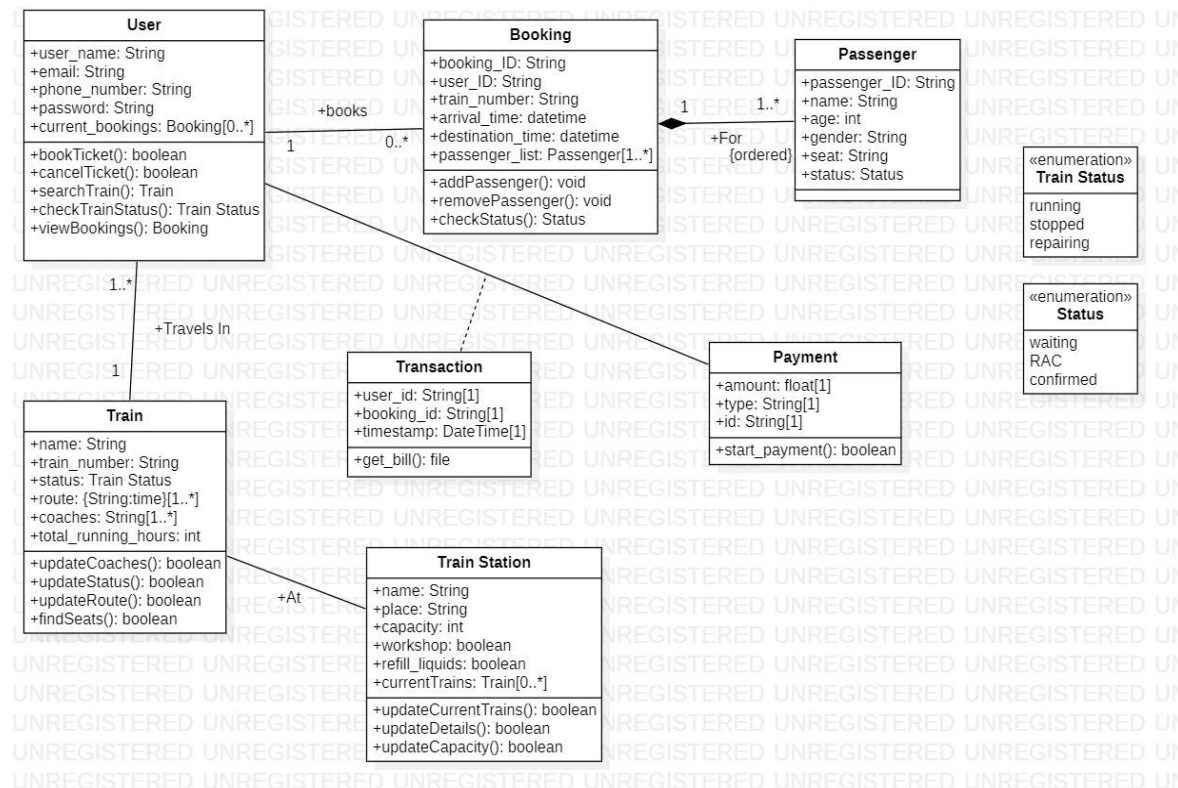 User
+user_name: String
+email: String
+phone_number: String
+password: String
+current_bookings: Booking[0..*]
+bookTicket(): boolean
+cancelTicket(): boolean
+searchTrain(): Train
+checkTrainStatus(): Train Status
+viewBookings(): Booking
+books
1
0..*
Booking
+booking_ID: String
+user_ID: String
+train_number: String
+arrival_time: datetime
+destination_time: datetime
+passenger_list: Passenger[1..*]
+addPassenger(): void
+removePassenger(): void
+checkStatus(): Status
1
1..*
+For
{ordered}
Passenger
+passenger_ID: String
+name: String
+age: int
+gender: String
+seat: String
+status: Status
«enumeration»
Train Status
running
stopped
repairing
«enumeration»
Status
waiting
RAC
confirmed
1..*
+Travels In
1
Transaction
+user_id: String[1]
+booking_id: String[1]
+timestamp: DateTime[1]
+get_bill(): file
Payment
+amount: float[1]
+type: String[1]
+id: String[1]
+start_payment(): boolean
Train
+name: String
+train_number: String
+status: Train Status
+route: {String:time}[1..*]
+coaches: String[1..*]
+total_running_hours: int
+updateCoaches(): boolean
+updateStatus(): boolean
+updateRoute(): boolean
+findSeats(): boolean
+At
Train Station
+name: String
+place: String
+capacity: int
+workshop: boolean
+refill_liquids: boolean
+currentTrains: Train[0..*]
+updateCurrentTrains(): boolean
+updateDetails(): boolean
+updateCapacity(): boolean
UNREGISTERED UNREGISTERED UNREGISTERED UNREGISTERED UNREGISTERED UNREGISTERED